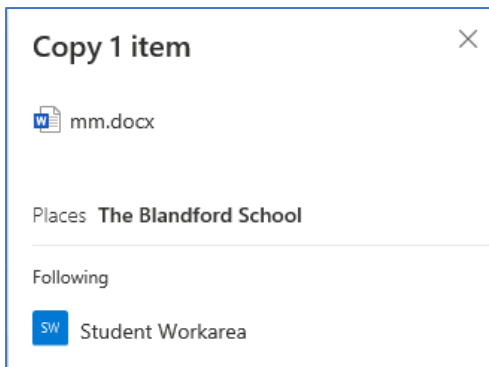 Copy 1 item
mm.docx
Places The Blandford School
Following
SW Student Workarea